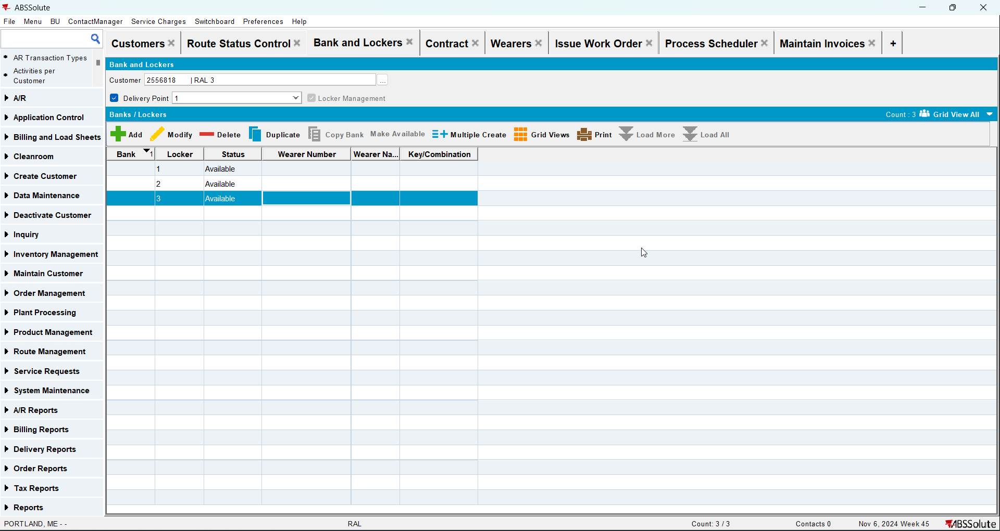 ABSSolute
File Menu BU ContactManager Service Charges Switchboard Preferences Help
Customers Route Status Control Bank and Lockers Contract Wearers Issue Work Order Process Scheduler Maintain Invoices +
AR Transaction Types
Activities per
Customer
A/R
Application Control
Billing and Load Sheets
Cleanroom
Create Customer
Data Maintenance
Deactivate Customer
Inquiry
Inventory Management
Maintain Customer
Order Management
Plant Processing
Product Management
Route Management
Service Requests
System Maintenance
A/R Reports
Billing Reports
Delivery Reports
Order Reports
Tax Reports
Reports
Bank and Lockers
Customer 2556818 | RAL 3 ...
Delivery Point 1 Locker Management
Banks / Lockers Count : 3 Grid View All
Add Modify Delete Duplicate Copy Bank Make Available Multiple Create Grid Views Print Load More Load All
Bank 1 Locker Status Wearer Number Wearer Na... Key/Combination
1 Available
2 Available
3 Available
PORTLAND, ME - - RAL Count: 3 / 3 Contacts 0 Nov 6, 2024 Week 45 ABSSolute